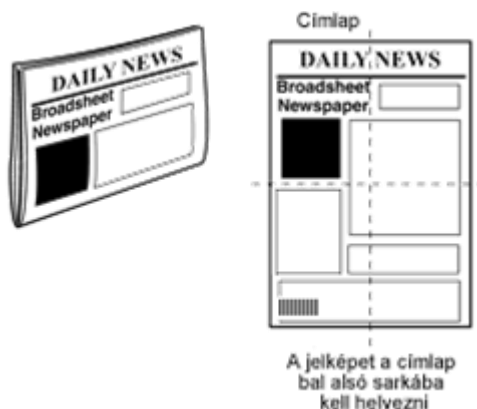 DAILY NEWS
Broadsheet
Newspaper
Címlap
DAILY NEWS
Broadsheet
Newspaper
A jelképet a címlap
bal alsó sarkába
kell helyezni